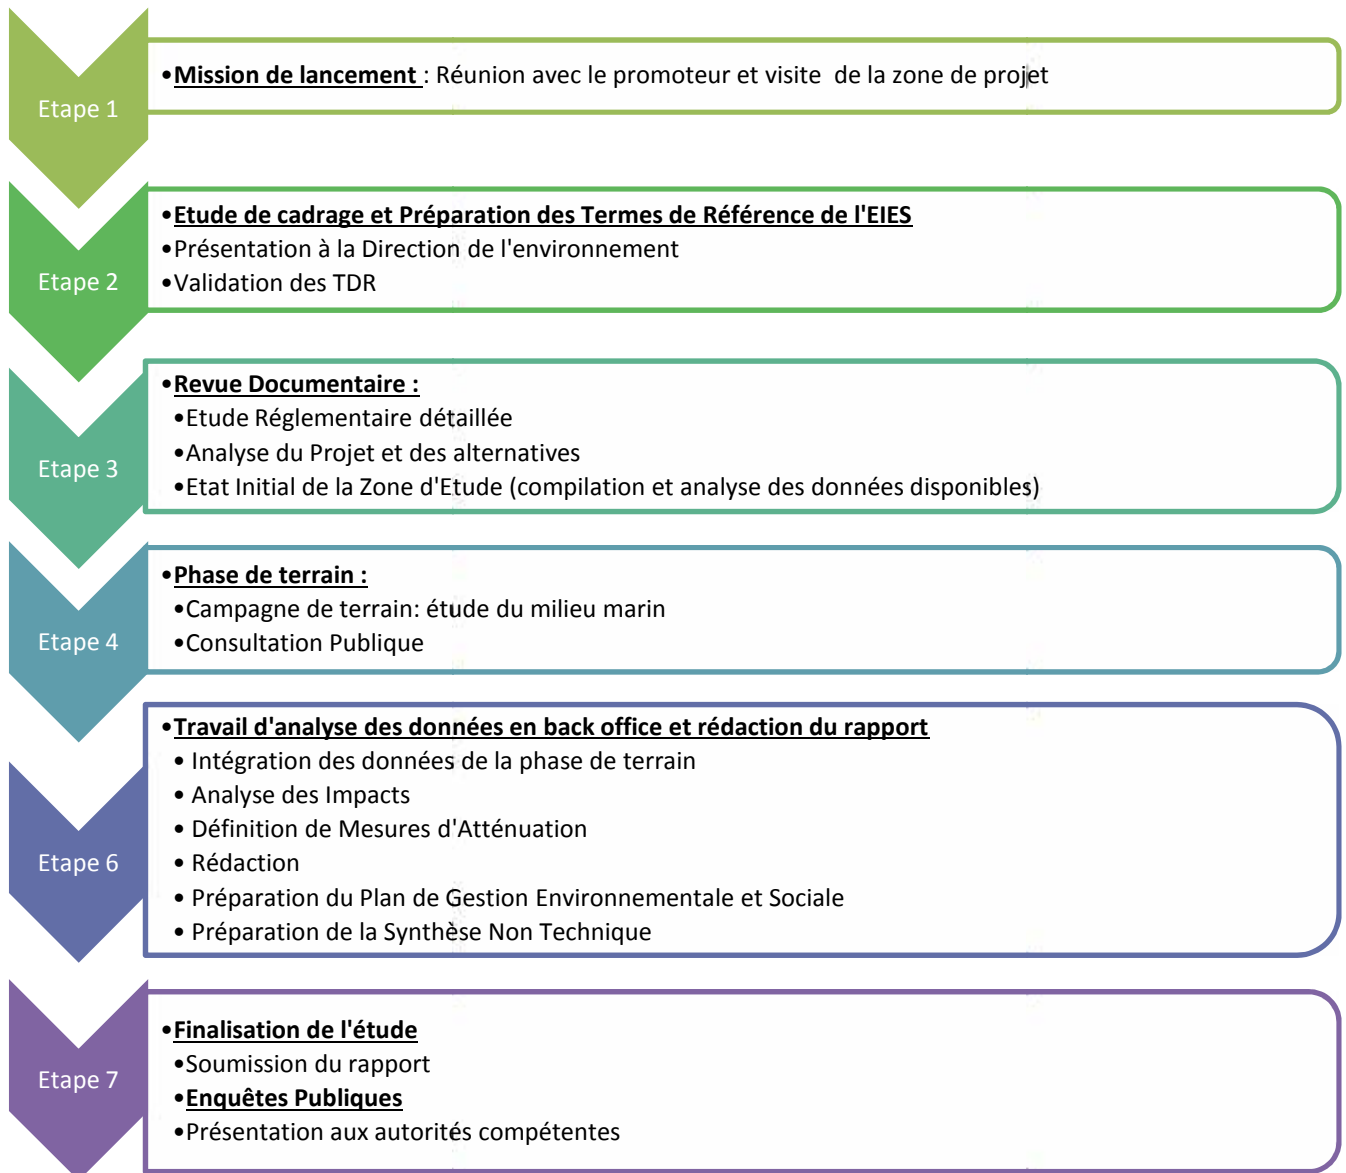 Etape 1
•Mission de lancement : Réunion avec le promoteur et visite  de la zone de projet
Etape 2
•Etude de cadrage et Préparation des Termes de Référence de l'EIES
•Présentation à la Direction de l'environnement
•Validation des TDR
Etape 3
•Revue Documentaire :
•Etude Réglementaire détaillée
•Analyse du Projet et des alternatives
•Etat Initial de la Zone d'Etude (compilation et analyse des données disponibles)
Etape 4
•Phase de terrain :
•Campagne de terrain: étude du milieu marin
•Consultation Publique
Etape 6
•Travail d'analyse des données en back office et rédaction du rapport
• Intégration des données de la phase de terrain
• Analyse des Impacts
• Définition de Mesures d'Atténuation
• Rédaction
• Préparation du Plan de Gestion Environnementale et Sociale
• Préparation de la Synthèse Non Technique
Etape 7
•Finalisation de l'étude
•Soumission du rapport
•Enquêtes Publiques
•Présentation aux autorités compétentes